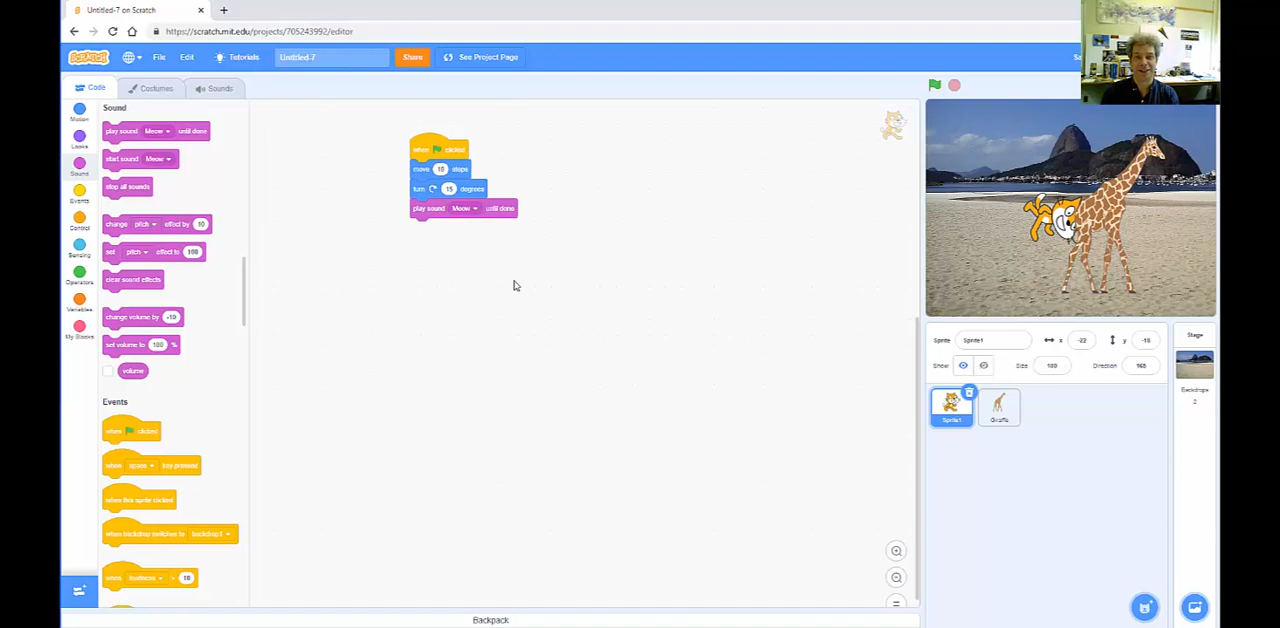 Untitled-7 on Scratch
https://scratch.mit.edu/projects/705243992/editor
SCRATCH
File
Edit
Tutorials
Untitled-7
Share
See Project Page
Code
Costumes
Sounds
Motion
Looks
Sound
Events
Control
Sensing
Operators
Variables
My Blocks
Sound
play sound Meow until done
start sound Meow
stop all sounds
change pitch effect by 10
set pitch effect to 100
clear sound effects
change volume by -10
set volume to 100 %
volume
Events
when clicked
when space key pressed
when this sprite clicked
when backdrop switches to backdrop1
when loudness > 10
when clicked
move 10 steps
turn 15 degrees
play sound Meow until done
Sprite Sprite1 x -22 y -18
Show Size 100 Direction 165
Sprite1
Giraffe
Stage
Backdrops
2
Backpack